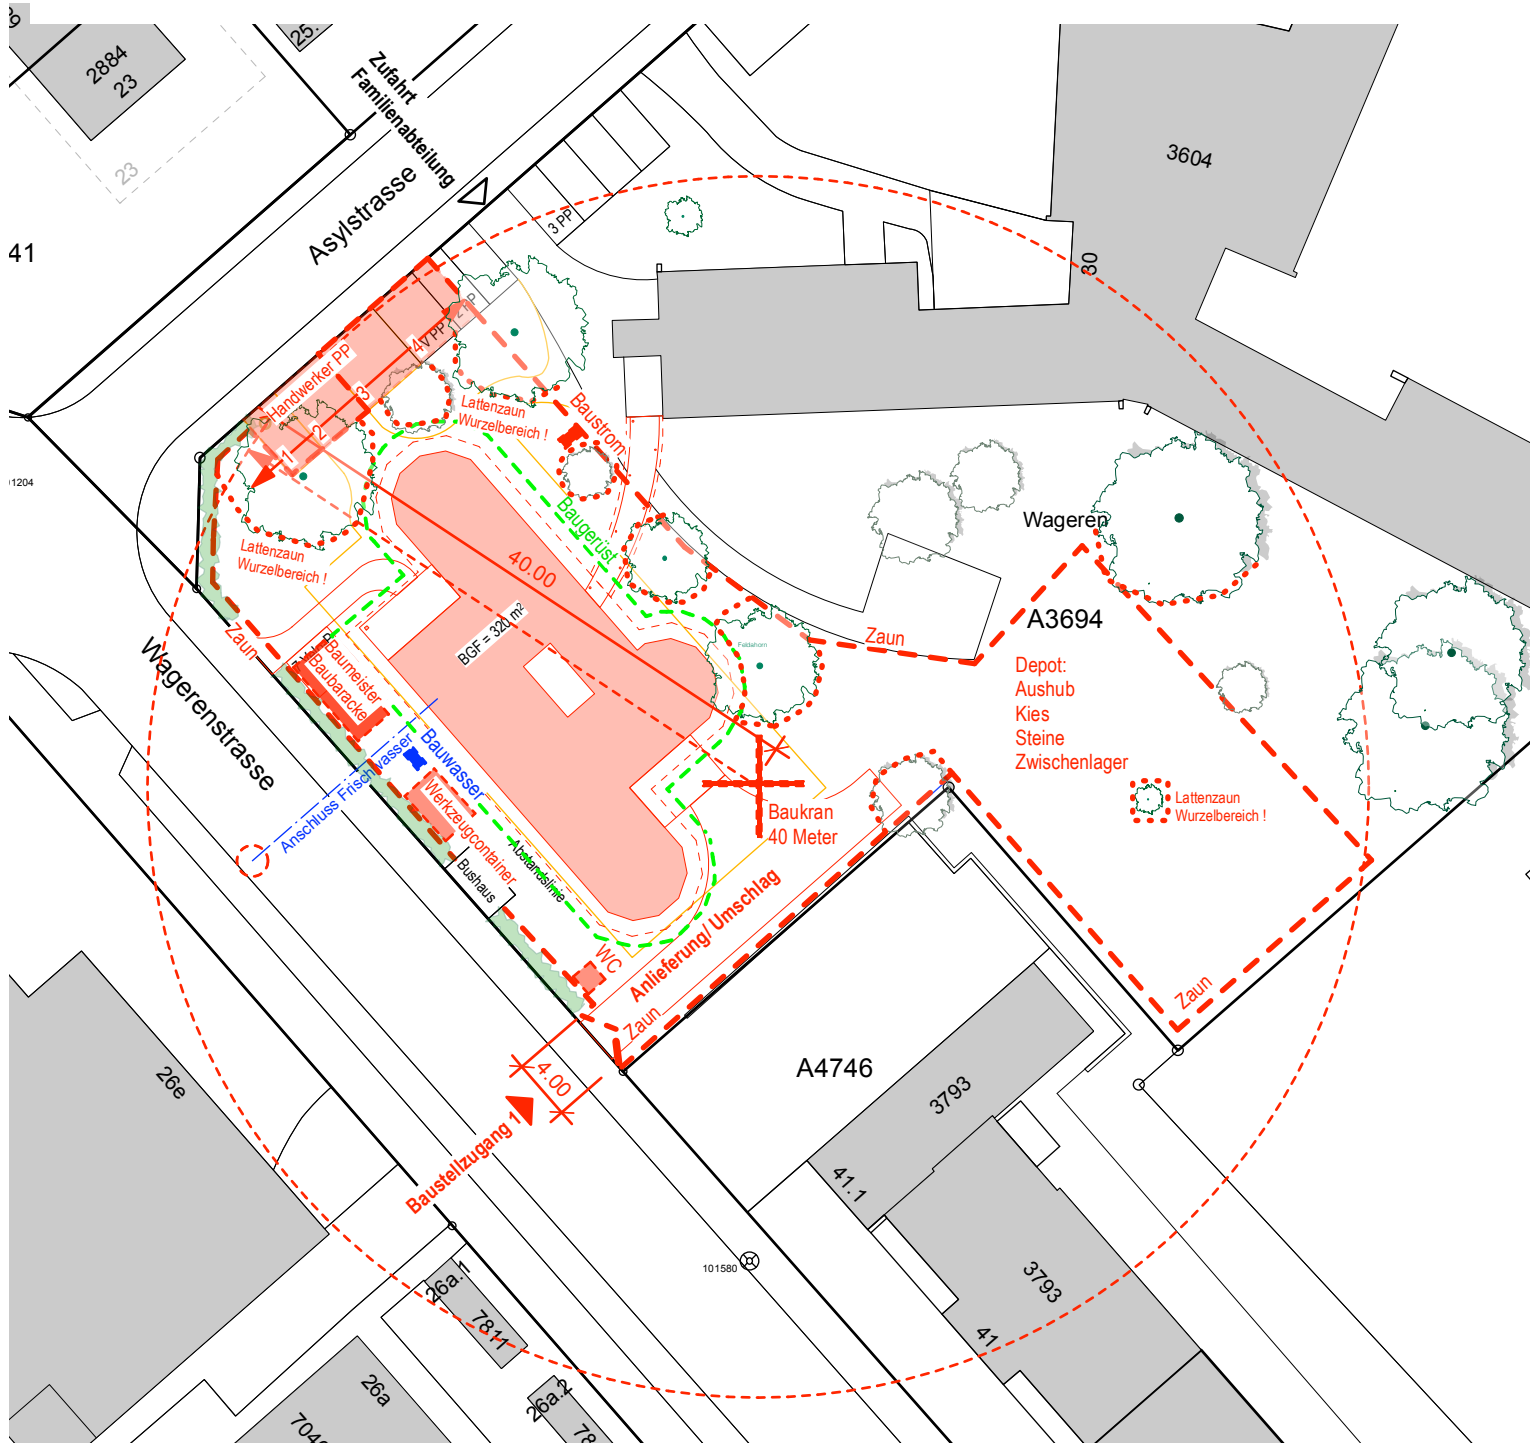 2884
23
23
25.
Zufahrt
Familienabteilung
Asylstrasse
41
3604
30
3 PP
2 PP
V PP
Handwerker PP
1
2
3
4
Lattenzaun
Wurzelbereich !
Baustrom
Lattenzaun
Wurzelbereich !
Baugerüst
40.00
BGF = 320 m²
Wageren
A3694
Zaun
Feldahorn
Depot:
Aushub
Kies
Steine
Zwischenlager
Lattenzaun
Wurzelbereich !
Zaun
Wagerenstrasse
Baumeister
Baubaracke
Anschluss Frischwasser
Bauwasser
Werkzeugcontainer
Abstandslinie
Bushaus
Baukran
40 Meter
WC
Anlieferung/ Umschlag
Zaun
Zaun
4.00
Baustellzugang 1
A4746
3793
41.1
3793
41
101580
26e
26a.1
7811
26a.2
26a